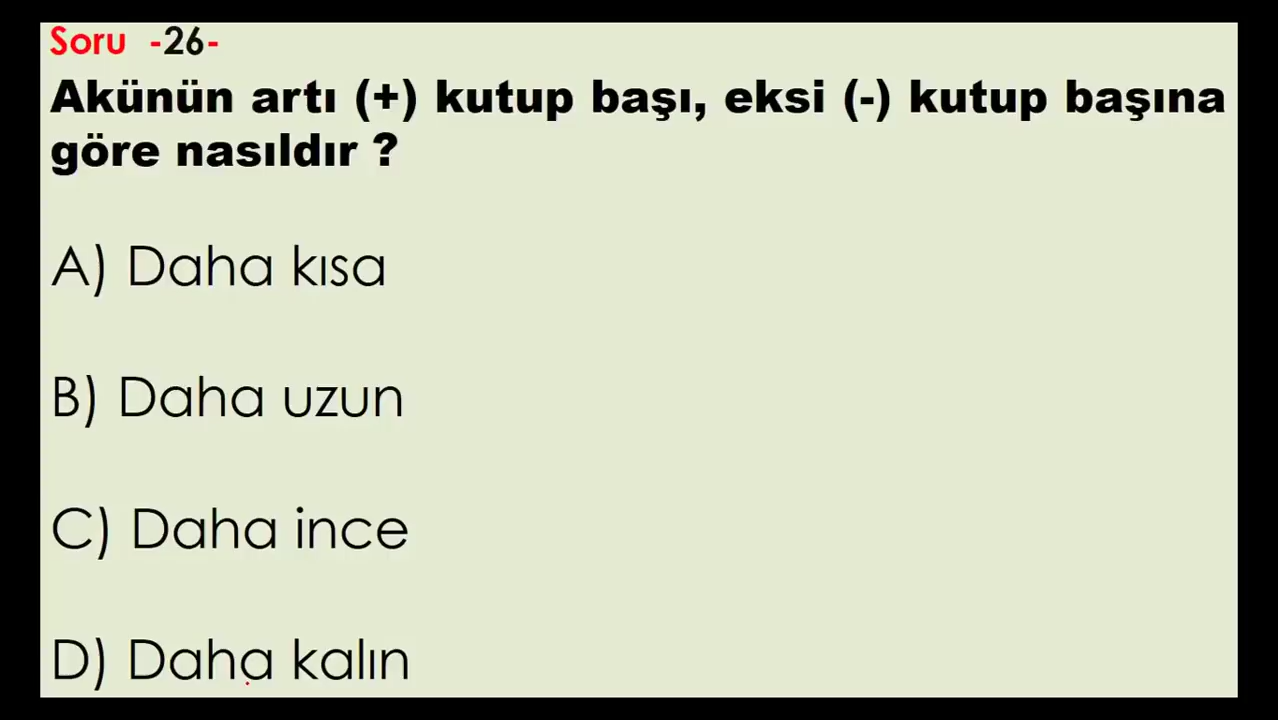 Soru -26-
Akünün artı (+) kutup başı, eksi (-) kutup başına
göre nasıldır ?
A) Daha kısa
B) Daha uzun
C) Daha ince
D) Daha kalın